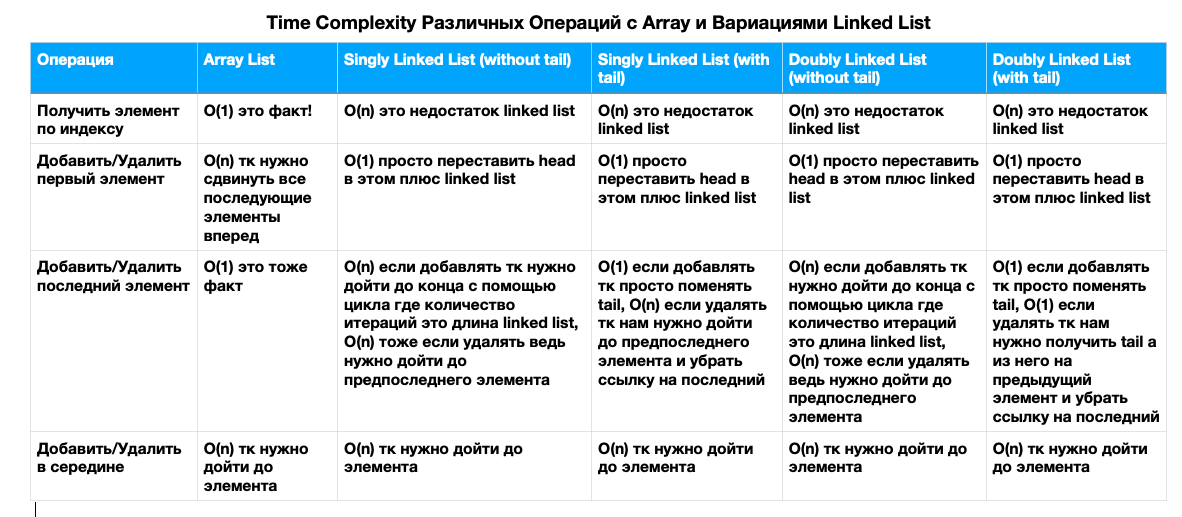 Time Complexity Различных Операций с Array и Вариациями Linked List
Операция
Array List
Singly Linked List (without tail)
Singly Linked List (with
tail)
Doubly Linked List
(without tail)
Doubly Linked List
(with tail)
Получить элемент
по индексу
O(1) это факт!
O(n) это недостаток linked list
O(n) это недостаток
linked list
O(n) это недостаток
linked list
O(n) это недостаток
linked list
Добавить/Удалить
первый элемент
O(n) тк нужно
сдвинуть все
последующие
элементы
вперед
O(1) просто переставить head
в этом плюс linked list
O(1) просто
переставить head в
этом плюс linked list
O(1) просто переставить
head в этом плюс linked
list
O(1) просто
переставить head в
этом плюс linked list
Добавить/Удалить
последний элемент
O(1) это тоже
факт
O(n) если добавлять тк нужно
дойти до конца с помощью
цикла где количество
итераций это длина linked list,
O(n) тоже если удалять ведь
нужно дойти до
предпоследнего элемента
O(1) если добавлять
тк просто поменять
tail, O(n) если удалять
тк нам нужно дойти
до предпоследнего
элемента и убрать
ссылку на последний
O(n) если добавлять тк
нужно дойти до конца с
помощью цикла где
количество итераций
это длина linked list,
O(n) тоже если удалять
ведь нужно дойти до
предпоследнего
элемента
O(1) если добавлять
тк просто поменять
tail, O(1) если
удалять тк нам
нужно получить tail а
из него на
предыдущий
элемент и убрать
ссылку на последний
Добавить/Удалить
в середине
O(n) тк нужно
дойти до
элемента
O(n) тк нужно дойти до
элемента
O(n) тк нужно дойти
до элемента
O(n) тк нужно дойти до
элемента
O(n) тк нужно дойти
до элемента